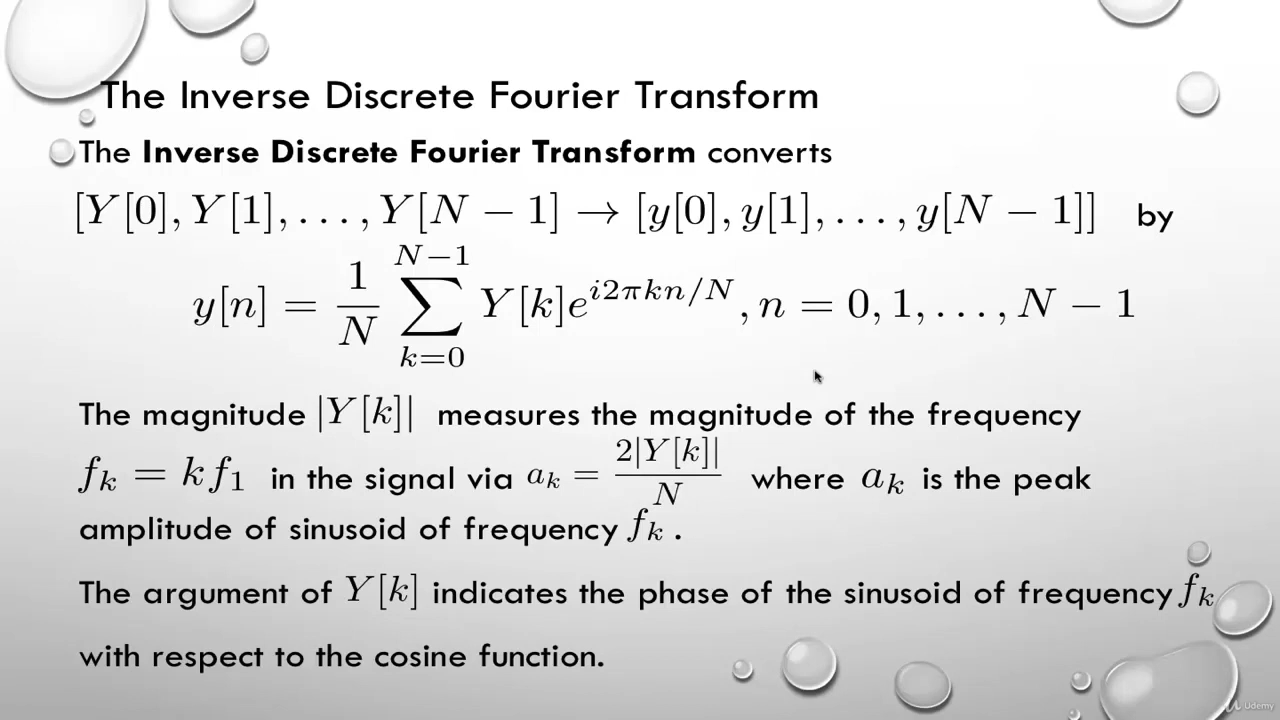 The Inverse Discrete Fourier Transform
The Inverse Discrete Fourier Transform converts
[Y[0], Y[1], . . . , Y[N − 1] → [y[0], y[1], . . . , y[N − 1]] by
y[n] = \frac{1}{N} \sum_{k=0}^{N-1} Y[k]e^{i2πkn/N}, n = 0, 1, . . . , N − 1
The magnitude |Y[k]| measures the magnitude of the frequency
f_k = kf_1 in the signal via a_k = \frac{2|Y[k]|}{N} where a_k is the peak
amplitude of sinusoid of frequency f_k .
The argument of Y[k] indicates the phase of the sinusoid of frequency f_k
with respect to the cosine function.
Udemy